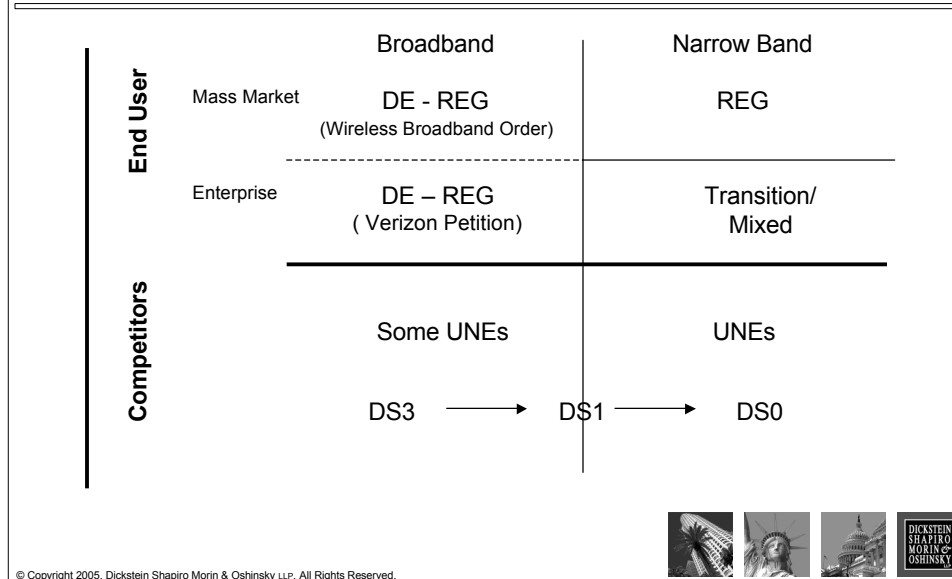 Broadband Narrow Band
End User
Mass Market DE - REG REG
(Wireless Broadband Order)
Enterprise DE – REG Transition/
( Verizon Petition) Mixed
Competitors
Some UNEs UNEs
DS3 DS1 DS0
DICKSTEIN
SHAPIRO
MORIN &
OSHINSKY
LLP
© Copyright 2005, Dickstein Shapiro Morin & Oshinsky LLP. All Rights Reserved.